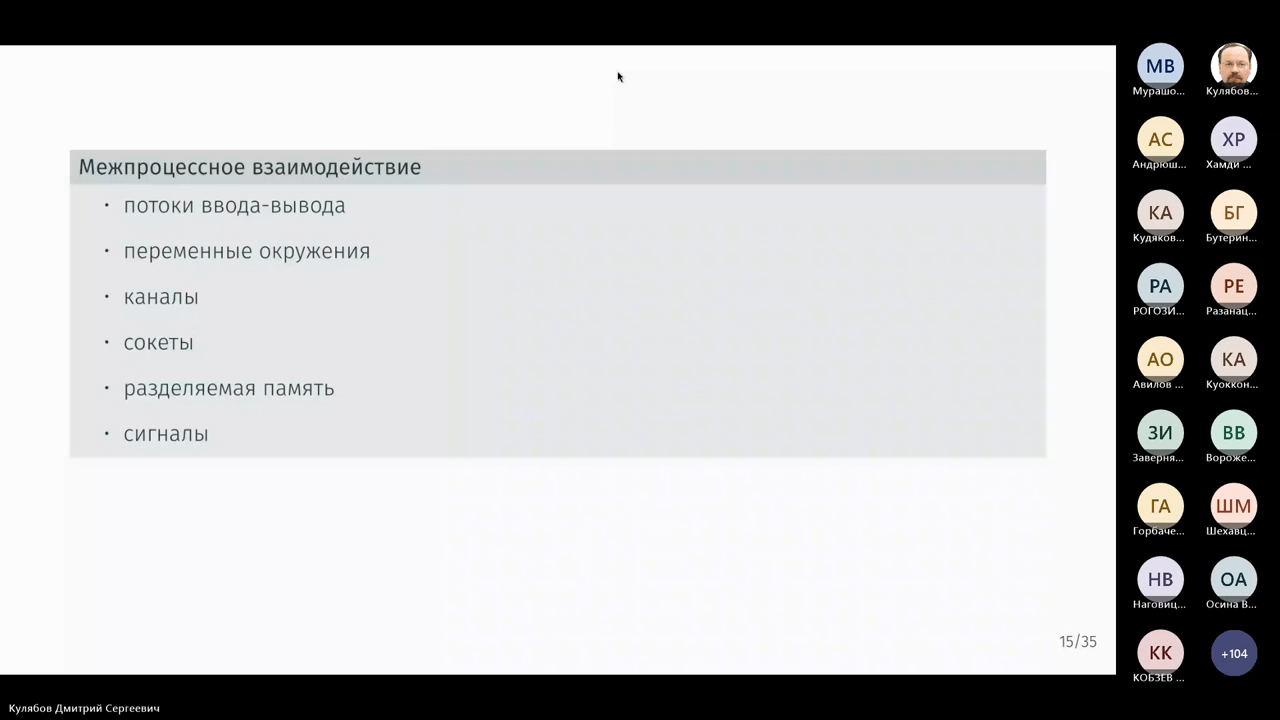 Межпроцессное взаимодействие
• потоки ввода-вывода
• переменные окружения
• каналы
• сокеты
• разделяемая память
• сигналы
15/35
МВ
Мурашо...
Кулябов...
АС
Андрюш...
ХР
Хамди ...
КА
Кудяков...
БГ
Бутерин...
РА
РОГОЗИ...
РЕ
Разанац...
АО
Авилов ...
КА
Куоккон...
ЗИ
Заверня...
ВВ
Вороже...
ГА
Горбаче...
ШМ
Шехавц...
НВ
Наговиц...
ОА
Осина В...
КК
КОБЗЕВ ...
+104
Кулябов Дмитрий Сергеевич